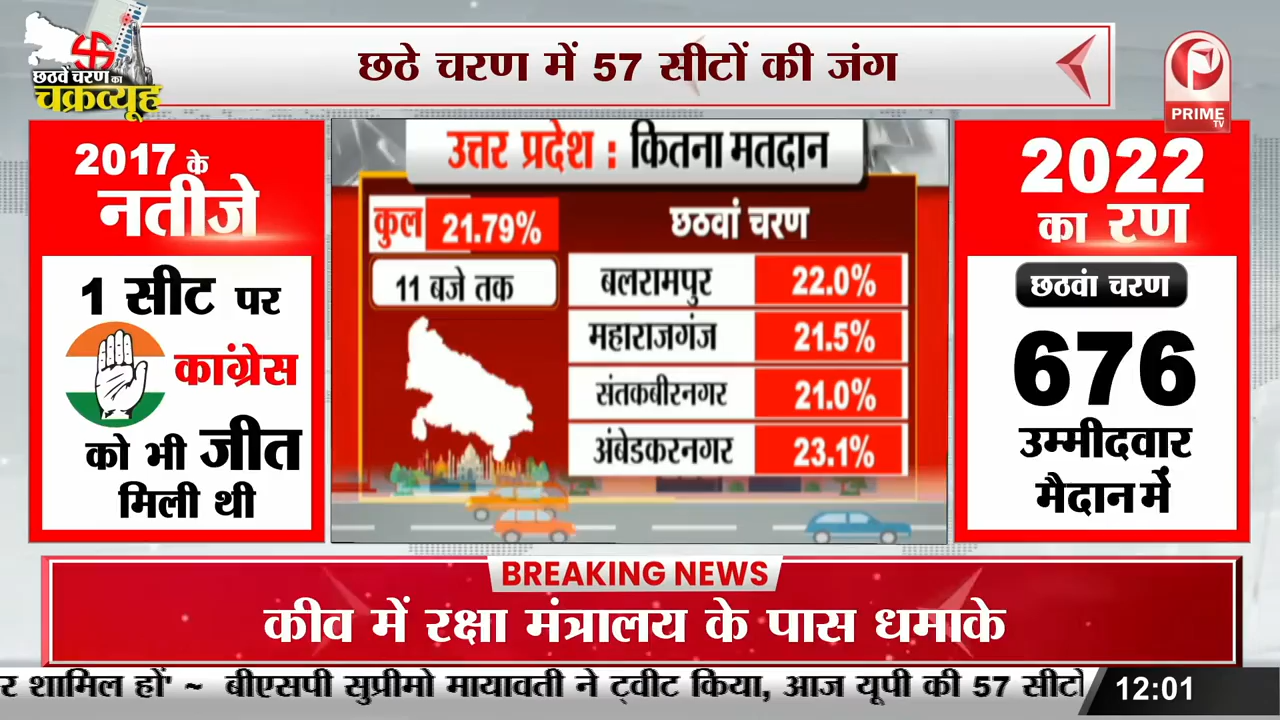 छठवें चरण का
चक्रव्यूह
छठे चरण में 57 सीटों की जंग
PRIME
TV
2017 के
नतीजे
1 सीट पर
कांग्रेस
को भी जीत
मिली थी
उत्तर प्रदेश : कितना मतदान
कुल 21.79%
11 बजे तक
छठवां चरण
बलरामपुर 22.0%
महाराजगंज 21.5%
संतकबीरनगर 21.0%
अंबेडकरनगर 23.1%
2022
का रण
छठवां चरण
676
उम्मीदवार
मैदान में
BREAKING NEWS
कीव में रक्षा मंत्रालय के पास धमाके
र शामिल हों' ~ बीएसपी सुप्रीमो मायावती ने ट्वीट किया, आज यूपी की 57 सीटों
12:01